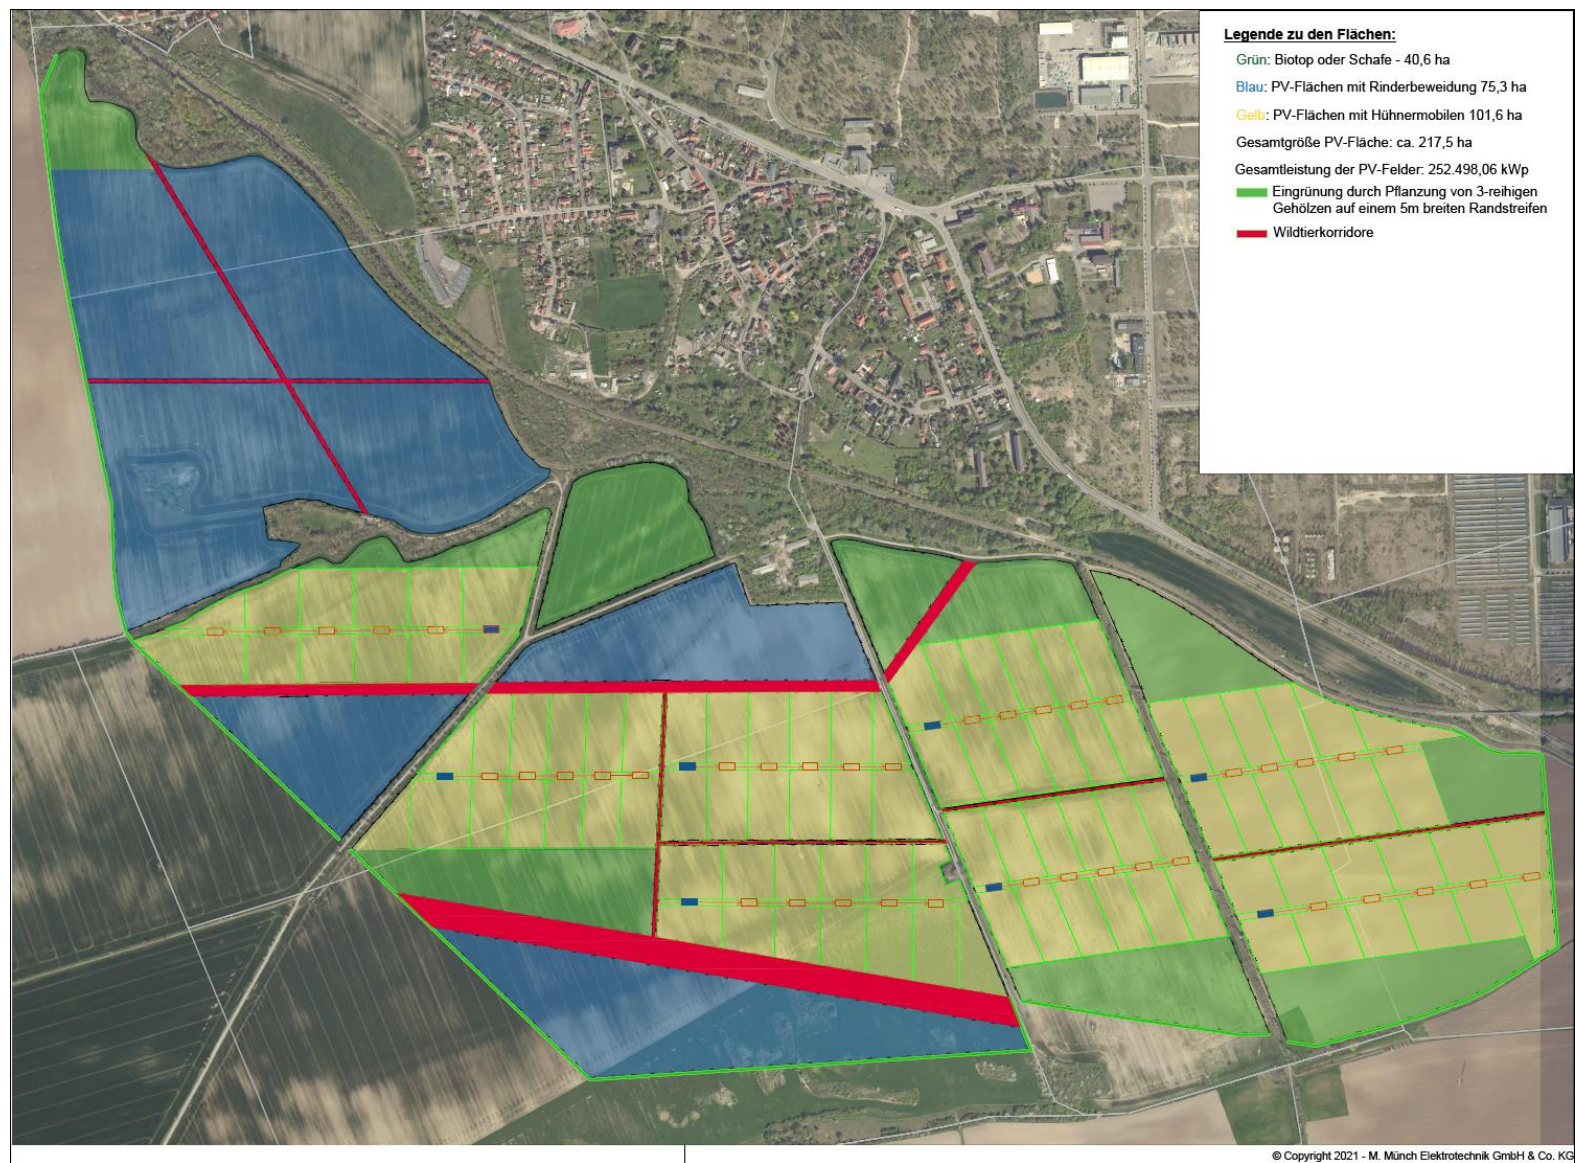 Legende zu den Flächen:
Grün: Biotop oder Schafe - 40,6 ha
Blau: PV-Flächen mit Rinderbeweidung 75,3 ha
Gelb: PV-Flächen mit Hühnermobilen 101,6 ha
Gesamtgröße PV-Fläche: ca. 217,5 ha
Gesamtleistung der PV-Felder: 252.498,06 kWp
Eingrünung durch Pflanzung von 3-reihigen
Gehölzen auf einem 5m breiten Randstreifen
Wildtierkorridore
© Copyright 2021 - M. Münch Elektrotechnik GmbH & Co. KG